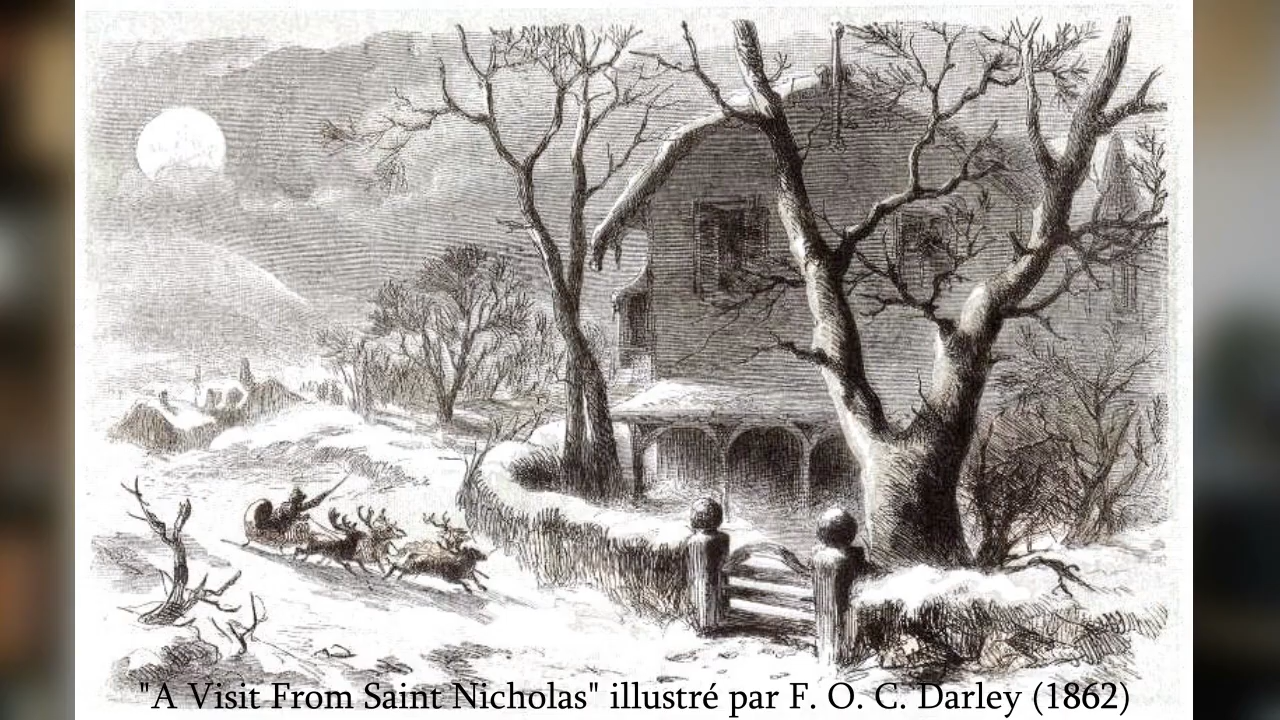 "A Visit From Saint Nicholas" illustré par F. O. C. Darley (1862)